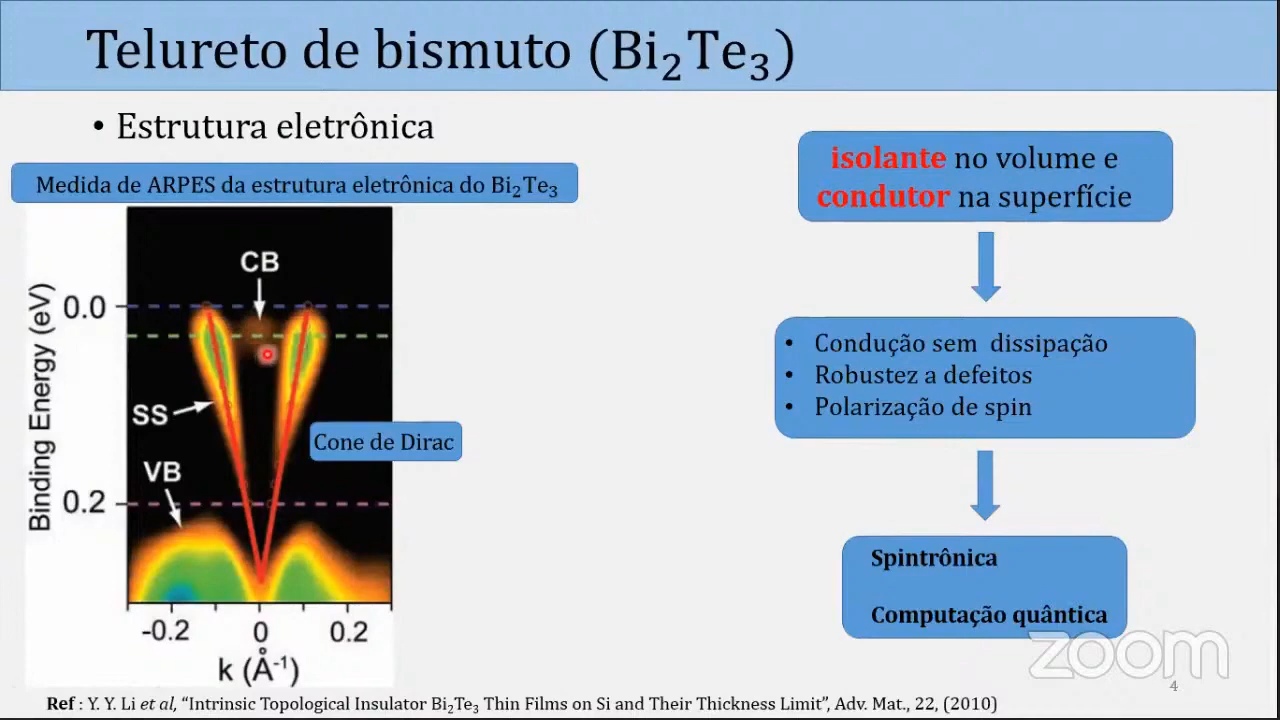 Telureto de bismuto (Bi₂Te₃)
• Estrutura eletrônica
Medida de ARPES da estrutura eletrônica do Bi₂Te₃
CB
0.0
SS
VB
0.2
Binding Energy (eV)
Cone de Dirac
-0.2 0 0.2
k (Å⁻¹)
isolante no volume e
condutor na superfície
• Condução sem dissipação
• Robustez a defeitos
• Polarização de spin
Spintrônica
Computação quântica
zoom
4
Ref : Y. Y. Li et al, “Intrinsic Topological Insulator Bi₂Te₃ Thin Films on Si and Their Thickness Limit”, Adv. Mat., 22, (2010)